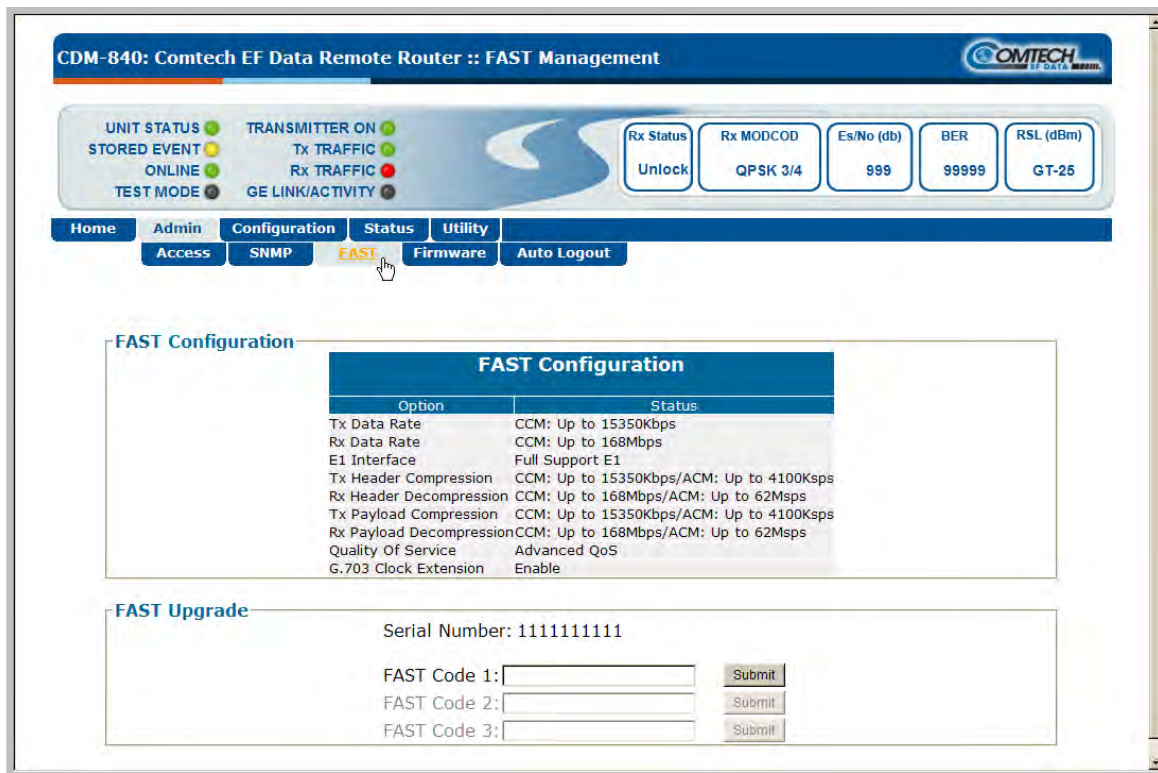 CDM-840: Comtech EF Data Remote Router :: FAST Management
COMTECH
EF DATA
UNIT STATUS
STORED EVENT
ONLINE
TEST MODE
TRANSMITTER ON
Tx TRAFFIC
Rx TRAFFIC
GE LINK/ACTIVITY
Rx Status
Unlock
Rx MODCOD
QPSK 3/4
Es/No (db)
999
BER
99999
RSL (dBm)
GT-25
Home Admin Configuration Status Utility
Access SNMP FAST Firmware Auto Logout
FAST Configuration
FAST Configuration
Option Status
Tx Data Rate CCM: Up to 15350Kbps
Rx Data Rate CCM: Up to 168Mbps
E1 Interface Full Support E1
Tx Header Compression CCM: Up to 15350Kbps/ACM: Up to 4100Ksps
Rx Header Decompression CCM: Up to 168Mbps/ACM: Up to 62Msps
Tx Payload Compression CCM: Up to 15350Kbps/ACM: Up to 4100Ksps
Rx Payload Decompression CCM: Up to 168Mbps/ACM: Up to 62Msps
Quality Of Service Advanced QoS
G.703 Clock Extension Enable
FAST Upgrade
Serial Number: 1111111111
FAST Code 1: Submit
FAST Code 2: Submit
FAST Code 3: Submit